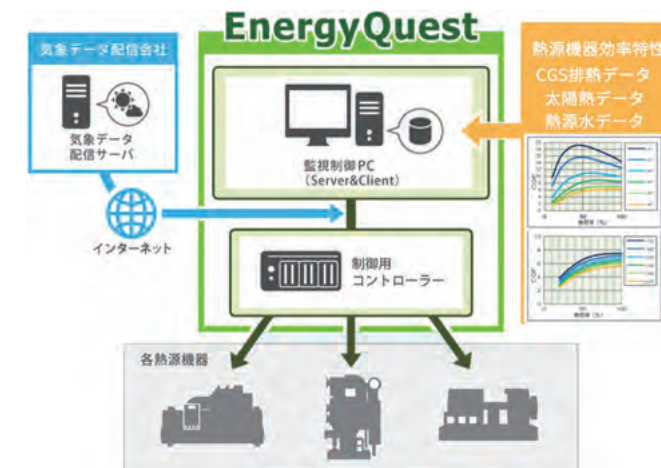 EnergyQuest
気象データ配信会社
気象データ
配信サーバ
インターネット
監視制御PC
(Server&Client)
制御用
コントローラー
各熱源機器
熱源機器効率特性
CGS排熱データ
太陽熱データ
熱源水データ
COP
COP